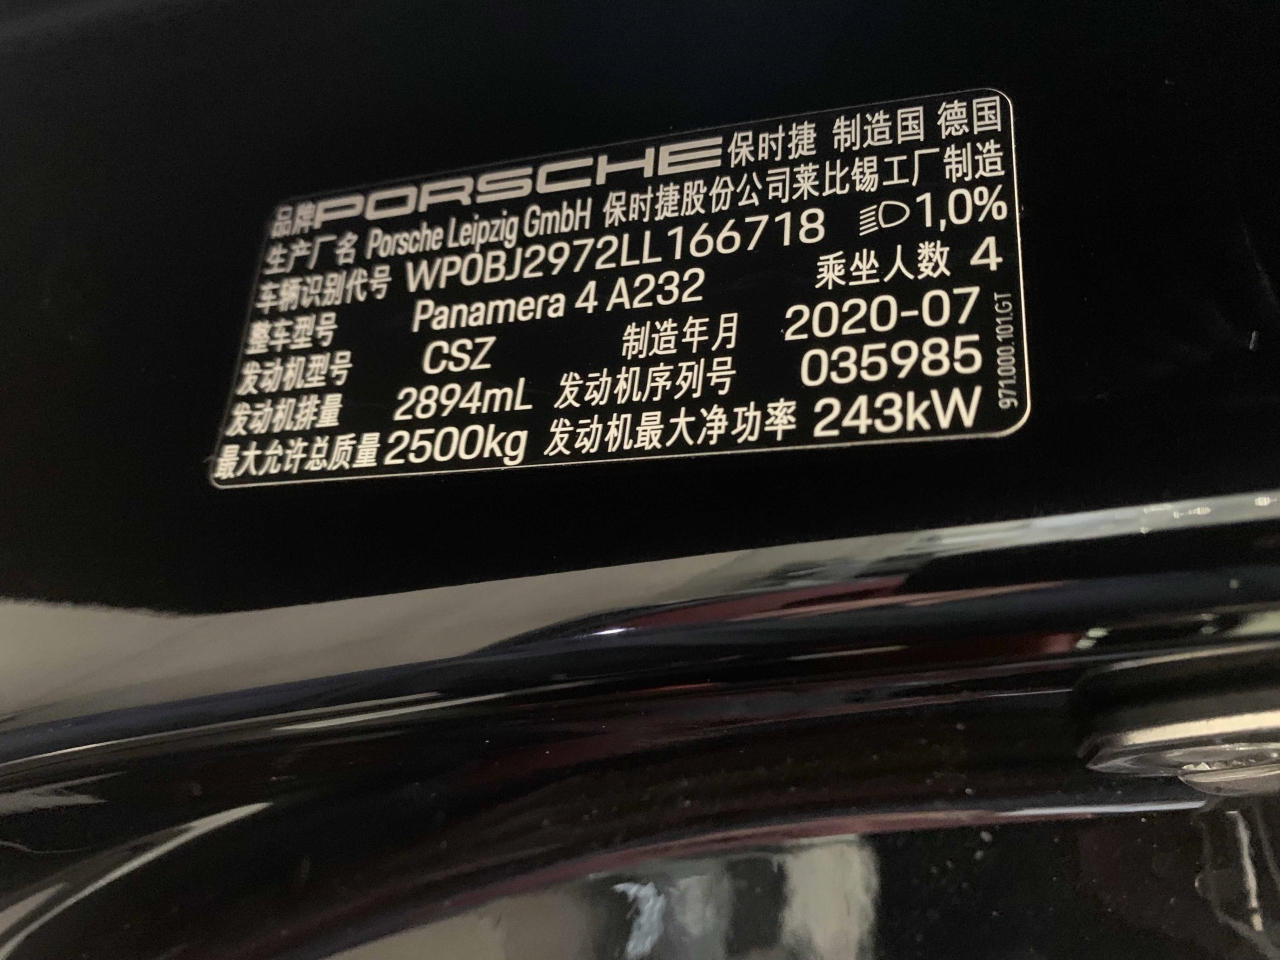 品牌 PORSCHE 保时捷 制造国 德国
生产厂名 Porsche Leipzig GmbH 保时捷股份公司莱比锡工厂制造
车辆识别代号 WP0BJ2972LL166718 1,0%
整车型号 Panamera 4 A232 乘坐人数 4
发动机型号 CSZ 制造年月 2020-07
发动机排量 2894mL 发动机序列号 035985
最大允许总质量 2500kg 发动机最大净功率 243kW
971.000.101.GT